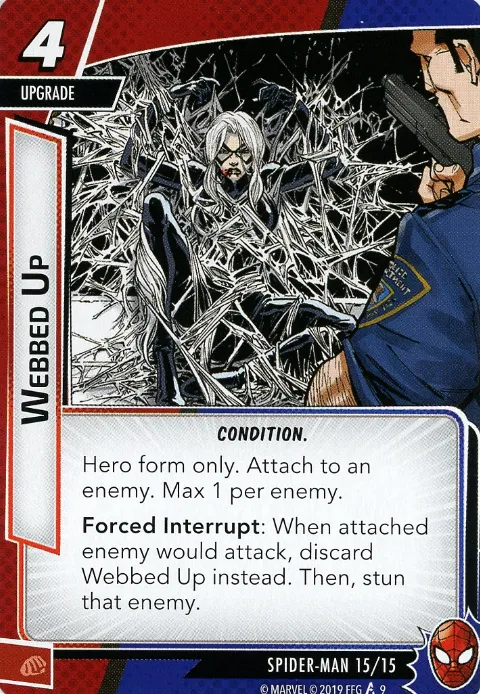 4
UPGRADE
WEBBED UP
CONDITION.
Hero form only. Attach to an
enemy. Max 1 per enemy.
Forced Interrupt: When attached
enemy would attack, discard
Webbed Up instead. Then, stun
that enemy.
SPIDER-MAN 15/15
© MARVEL © 2019 FFG 9